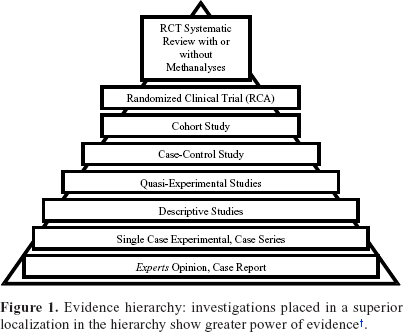 RCT Systematic
Review with or
without
Methanalyses
Randomized Clinical Trial (RCA)
Cohort Study
Case-Control Study
Quasi-Experimental Studies
Descriptive Studies
Single Case Experimental, Case Series
Experts Opinion, Case Report
Figure 1. Evidence hierarchy: investigations placed in a superior
localization in the hierarchy show greater power of evidence†.